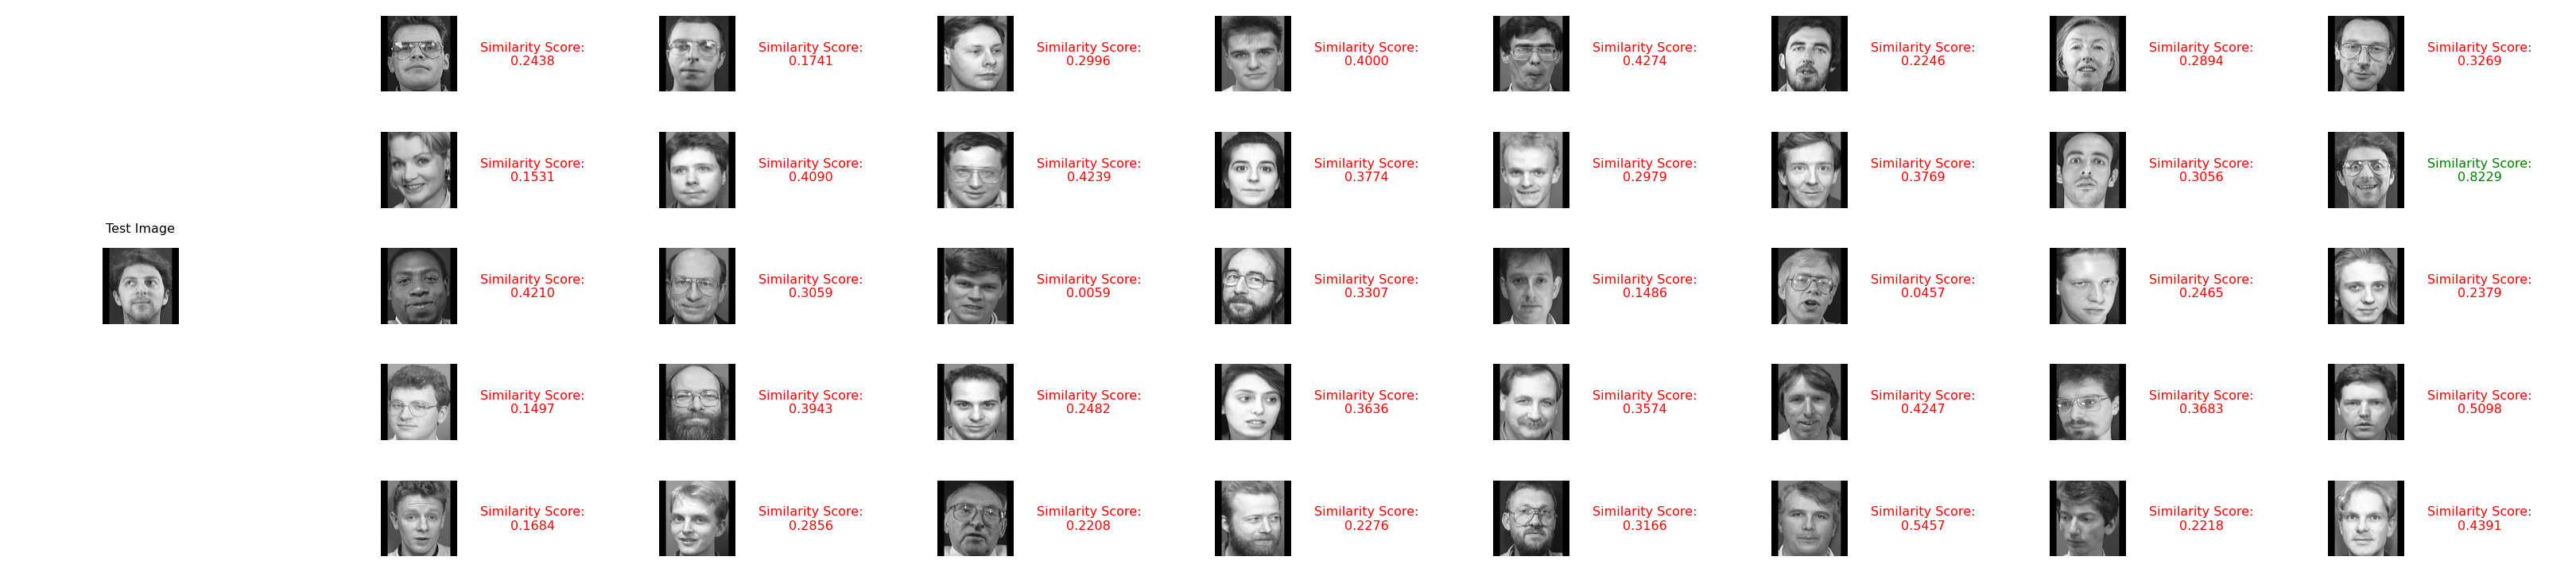 Similarity Score:
0.2438
Similarity Score:
0.1741
Similarity Score:
0.2996
Similarity Score:
0.4000
Similarity Score:
0.4274
Similarity Score:
0.2246
Similarity Score:
0.2894
Similarity Score:
0.3269
Similarity Score:
0.1531
Similarity Score:
0.4090
Similarity Score:
0.4239
Similarity Score:
0.3774
Similarity Score:
0.2979
Similarity Score:
0.3769
Similarity Score:
0.3056
Similarity Score:
0.8229
Test Image
Similarity Score:
0.4210
Similarity Score:
0.3059
Similarity Score:
0.0059
Similarity Score:
0.3307
Similarity Score:
0.1486
Similarity Score:
0.0457
Similarity Score:
0.2465
Similarity Score:
0.2379
Similarity Score:
0.1497
Similarity Score:
0.3943
Similarity Score:
0.2482
Similarity Score:
0.3636
Similarity Score:
0.3574
Similarity Score:
0.4247
Similarity Score:
0.3683
Similarity Score:
0.5098
Similarity Score:
0.1684
Similarity Score:
0.2856
Similarity Score:
0.2208
Similarity Score:
0.2276
Similarity Score:
0.3166
Similarity Score:
0.5457
Similarity Score:
0.2218
Similarity Score:
0.4391